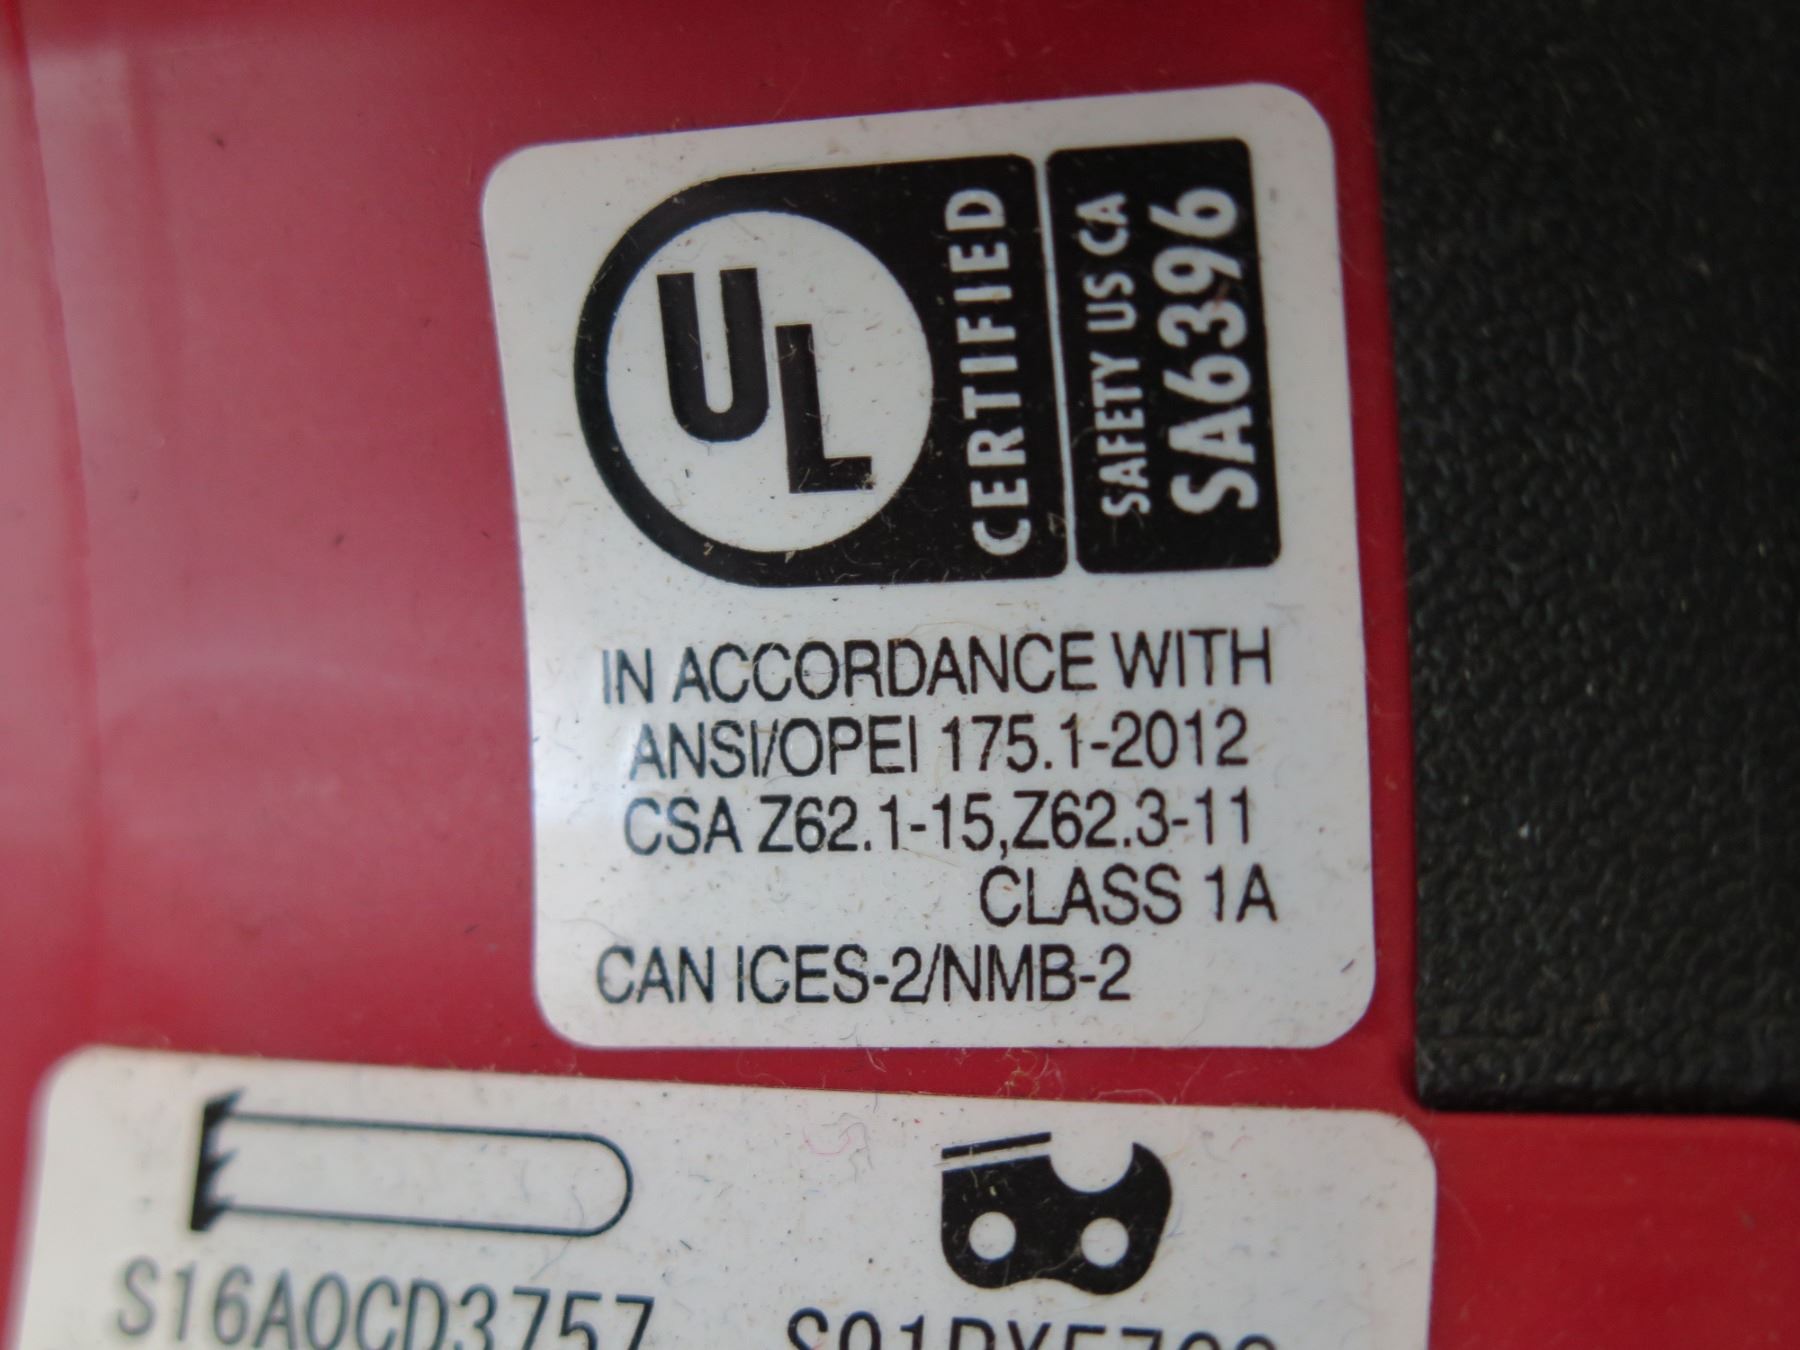 UL
CERTIFIED
SAFETY US CA
SA6396
IN ACCORDANCE WITH
ANSI/OPEI 175.1-2012
CSA Z62.1-15,Z62.3-11
CLASS 1A
CAN ICES-2/NMB-2
S16A0CD3757